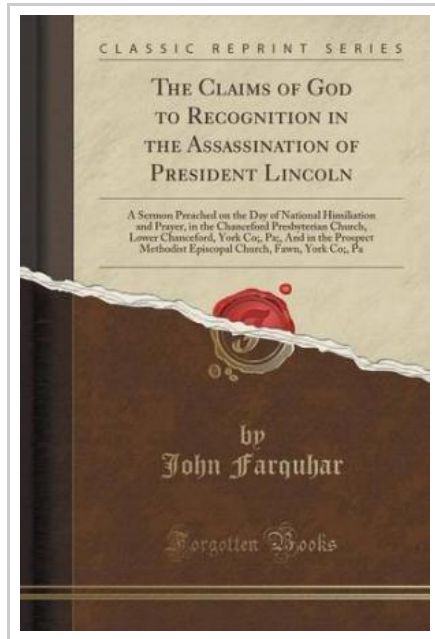 CLASSIC REPRINT SERIES
THE CLAIMS OF GOD
TO RECOGNITION IN
THE ASSASSINATION OF
PRESIDENT LINCOLN
A Sermon Preached on the Day of National Himiliation
and Prayer, in the Chanceford Presbyterian Church,
Lower Chanceford, York Co;, Pa;, And in the Prospect
Methodist Episcopal Church, Fawn, York Co;, Pa
by
John Farquhar
Forgotten Books